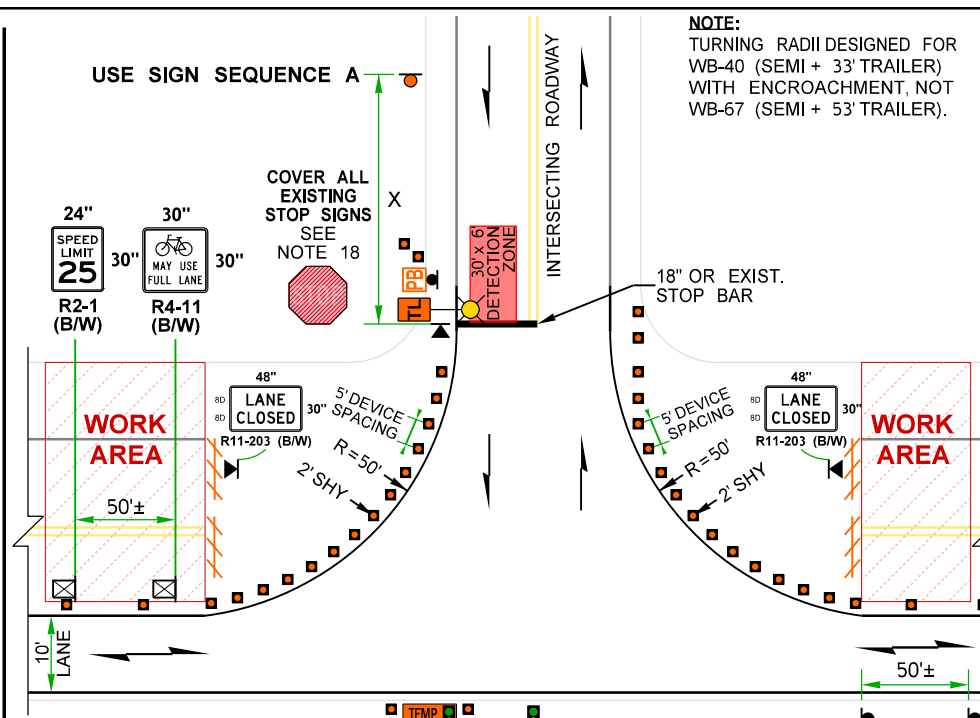 NOTE:
TURNING RADII DESIGNED FOR
WB-40 (SEMI + 33' TRAILER)
WITH ENCROACHMENT, NOT
WB-67 (SEMI + 53' TRAILER).
USE SIGN SEQUENCE A
INTERSECTING ROADWAY
COVER ALL
EXISTING
STOP SIGNS
SEE
NOTE 18
X
STOP
24"
SPEED
LIMIT
25
30"
R2-1
(B/W)
30"
MAY USE
FULL LANE
30"
R4-11
(B/W)
PB
TL
30' x 6'
DETECTION
ZONE
18" OR EXIST.
STOP BAR
WORK
AREA
48"
8D
8D
LANE
CLOSED
30"
R11-203 (B/W)
5' DEVICE
SPACING
R = 50'
2' SHY
50'±
5' DEVICE
SPACING
R = 50'
2' SHY
48"
8D
8D
LANE
CLOSED
30"
R11-203 (B/W)
WORK
AREA
10'
LANE
50'±
TEMP